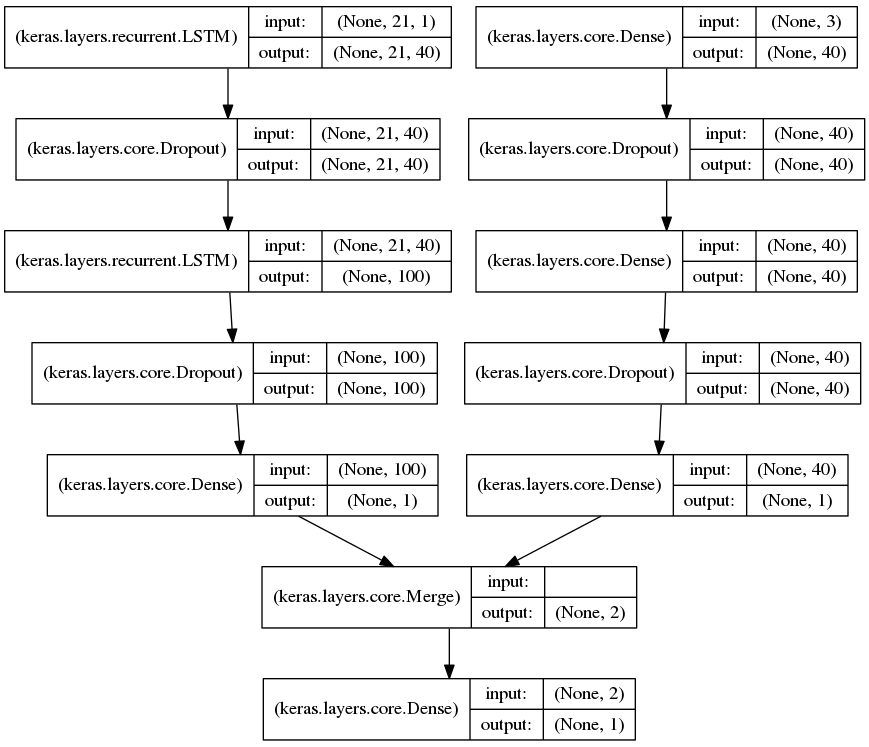 (keras.layers.recurrent.LSTM) input: (None, 21, 1)
output: (None, 21, 40)
(keras.layers.core.Dense) input: (None, 3)
output: (None, 40)
(keras.layers.core.Dropout) input: (None, 21, 40)
output: (None, 21, 40)
(keras.layers.core.Dropout) input: (None, 40)
output: (None, 40)
(keras.layers.recurrent.LSTM) input: (None, 21, 40)
output: (None, 100)
(keras.layers.core.Dense) input: (None, 40)
output: (None, 40)
(keras.layers.core.Dropout) input: (None, 100)
output: (None, 100)
(keras.layers.core.Dropout) input: (None, 40)
output: (None, 40)
(keras.layers.core.Dense) input: (None, 100)
output: (None, 1)
(keras.layers.core.Dense) input: (None, 40)
output: (None, 1)
(keras.layers.core.Merge) input:
output: (None, 2)
(keras.layers.core.Dense) input: (None, 2)
output: (None, 1)